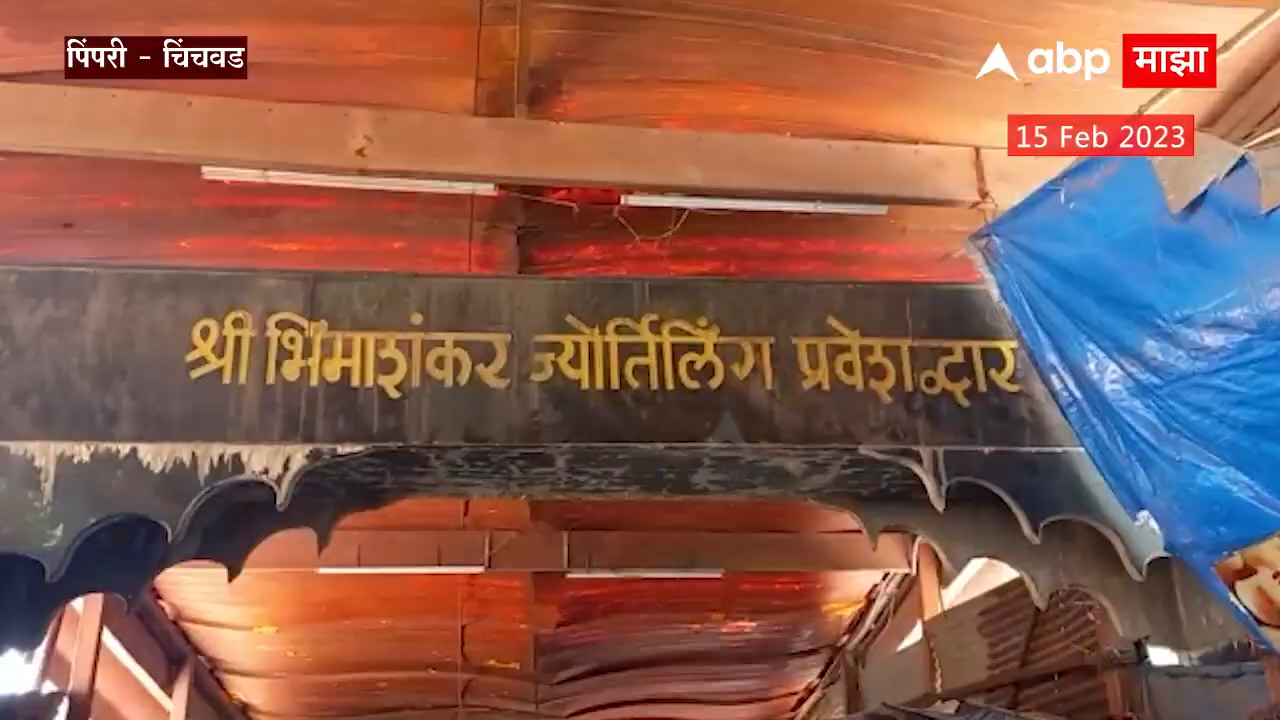 पिंपरी - चिंचवड
abp माझा
15 Feb 2023
श्री भिमाशंकर ज्योर्तिलिंग प्रवेशद्वार